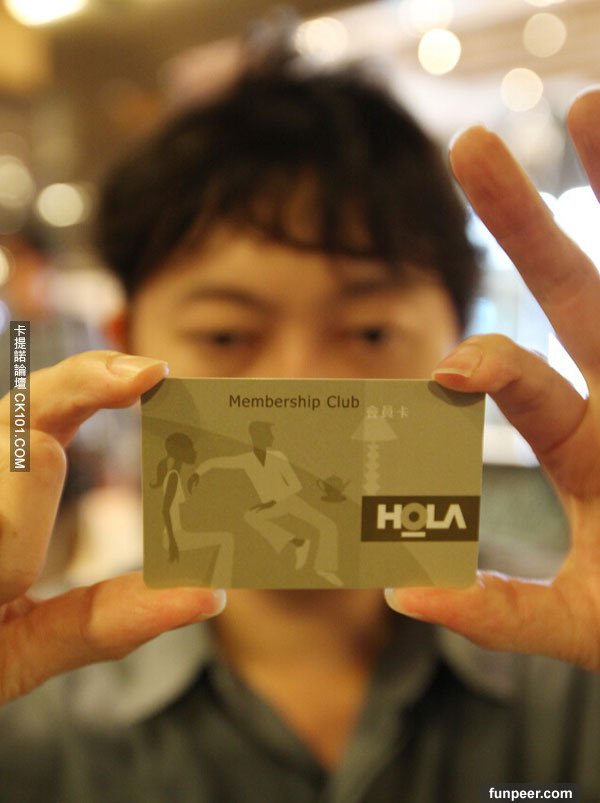 Membership Club
會員卡
HOLA
卡提諾論壇 CK101.COM
funpeer.com